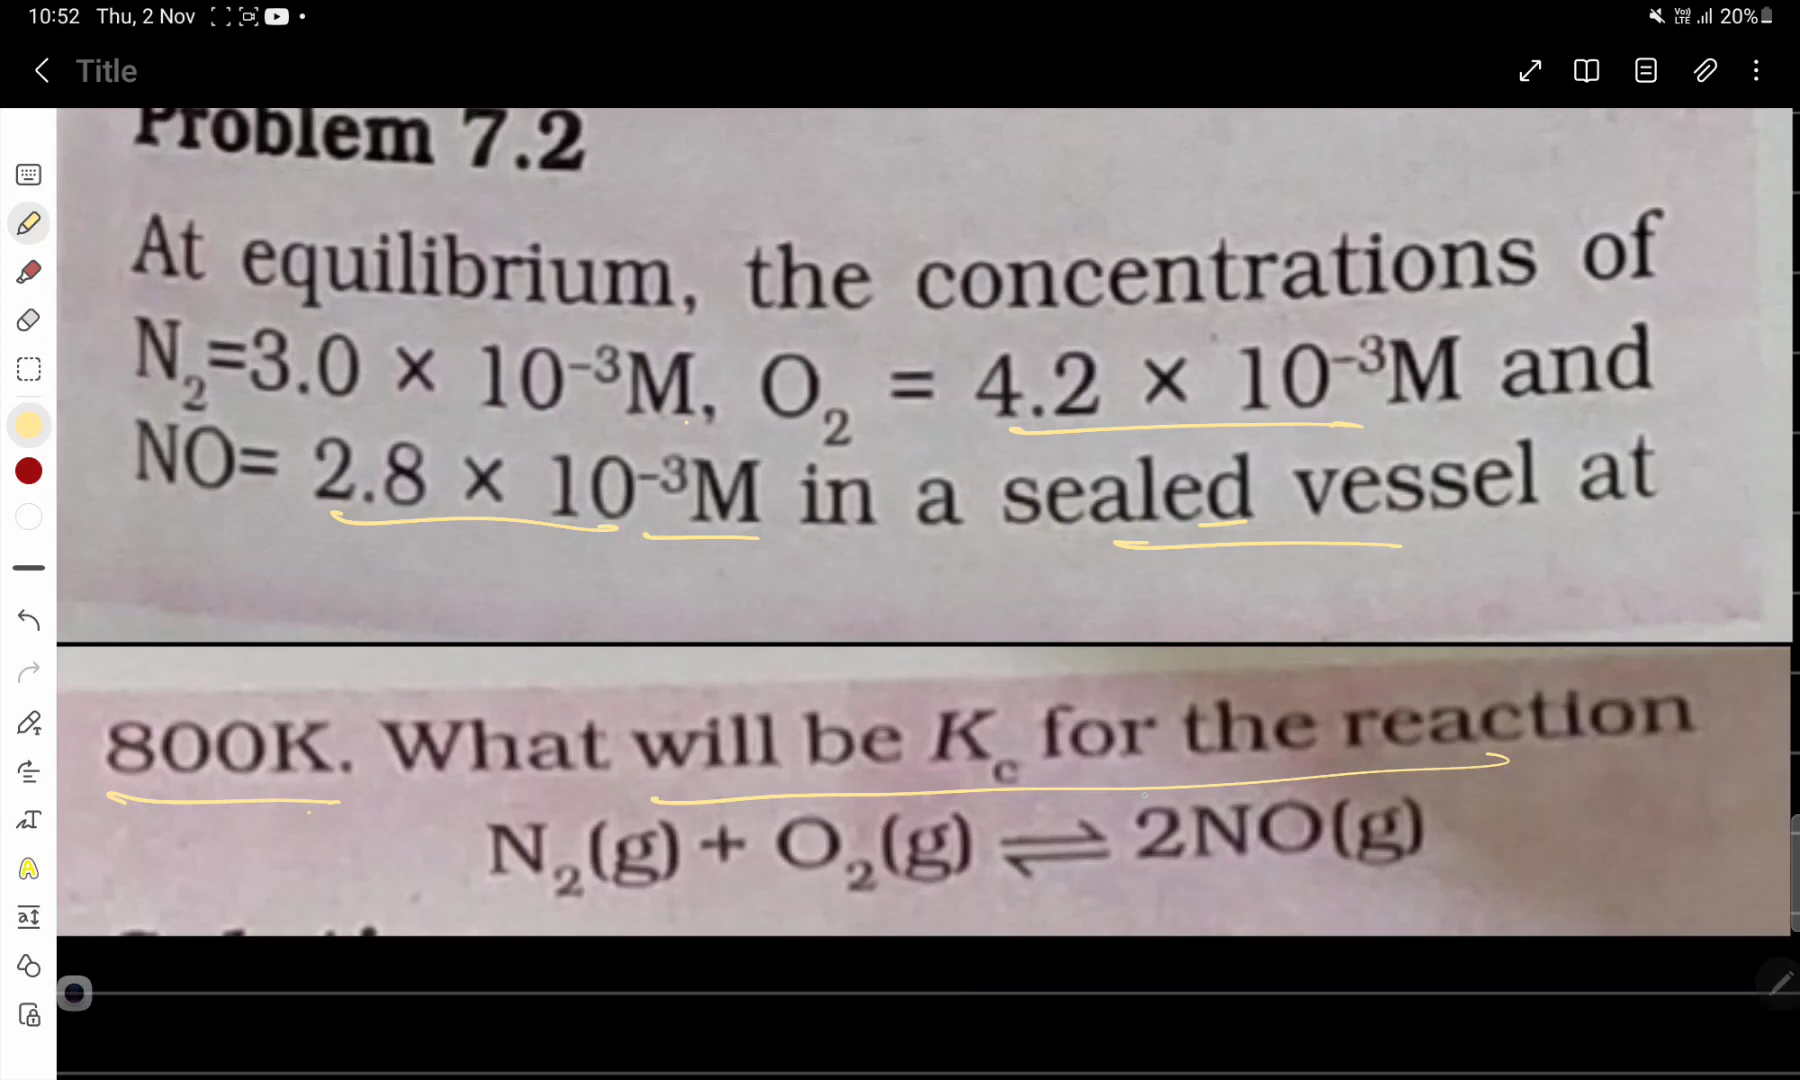 10:52 Thu, 2 Nov
20%
Title
Problem 7.2
At equilibrium, the concentrations of
N₂=3.0 × 10⁻³M, O₂ = 4.2 × 10⁻³M and
NO= 2.8 × 10⁻³M in a sealed vessel at
800K. What will be K_c for the reaction
N₂(g) + O₂(g) ⇌ 2NO(g)